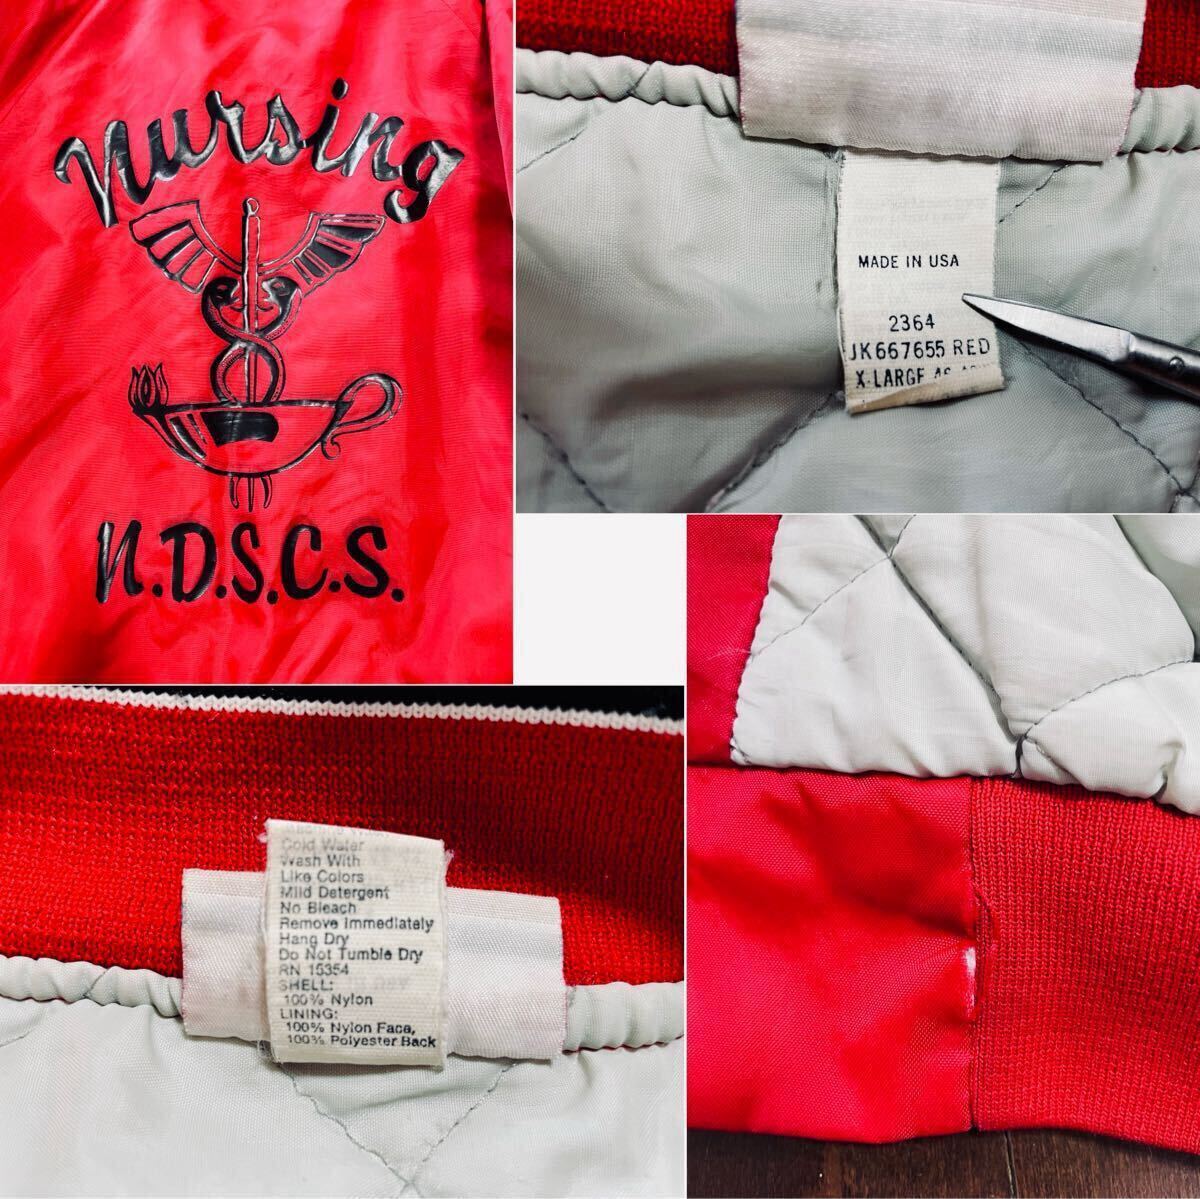 Nursing
N.D.S.C.S.
MADE IN USA
2364
JK667655 RED
X-LARGE
Cold Water
Wash With
Like Colors
Mild Detergent
No Bleach
Remove Immediately
Hang Dry
Do Not Tumble Dry
RN 15354
SHELL:
100% Nylon
LINING:
100% Nylon Face,
100% Polyester Back